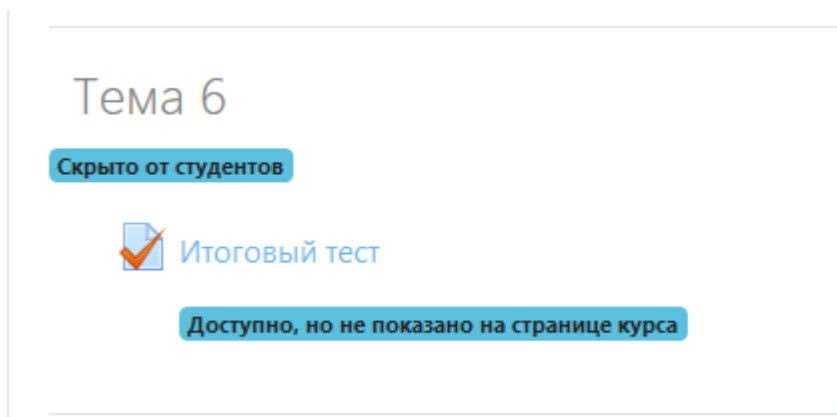 Тема 6
Скрыто от студентов
Итоговый тест
Доступно, но не показано на странице курса